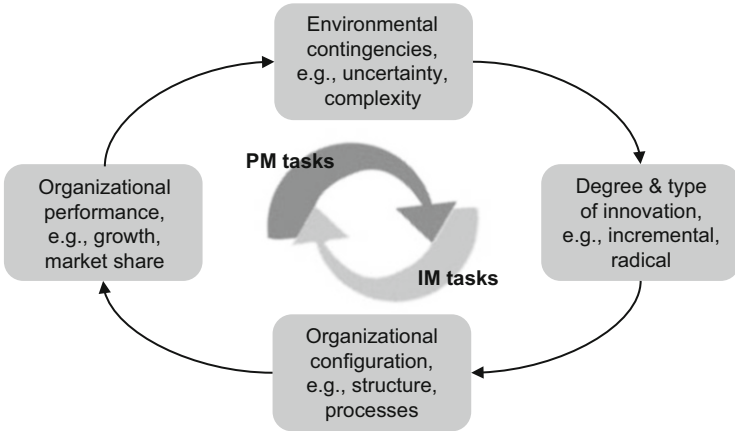 Environmental
contingencies,
e.g., uncertainty,
complexity
PM tasks
Organizational
performance,
e.g., growth,
market share
Degree & type
of innovation,
e.g., incremental,
radical
IM tasks
Organizational
configuration,
e.g., structure,
processes